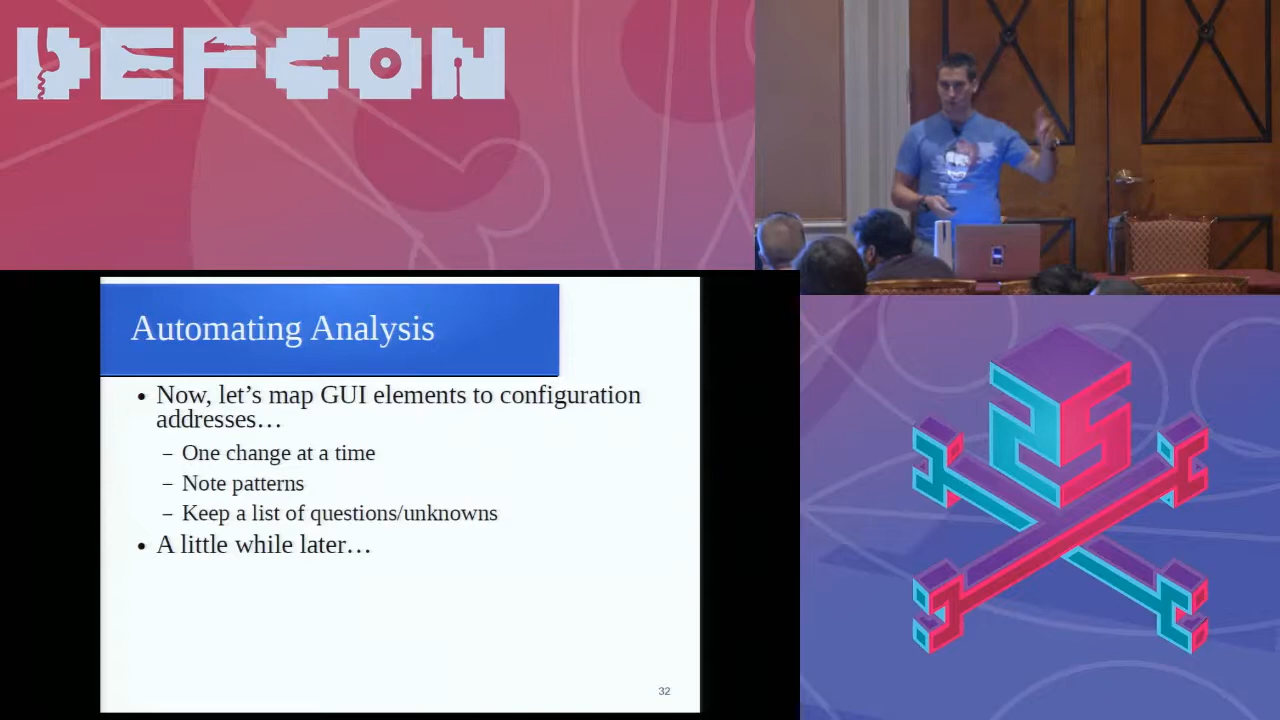 DEFCON
Automating Analysis
• Now, let’s map GUI elements to configuration
addresses…
– One change at a time
– Note patterns
– Keep a list of questions/unknowns
• A little while later…
32
25